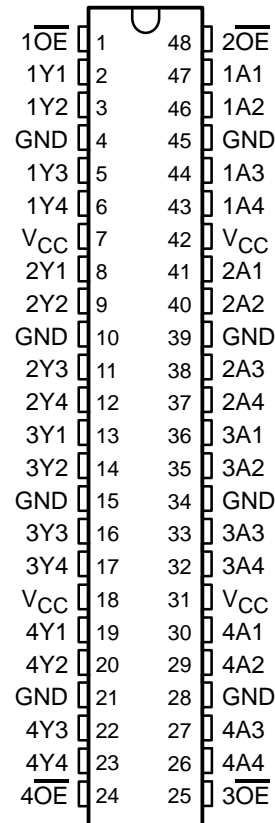 1O̅E̅ 1 48 2O̅E̅
1Y1 2 47 1A1
1Y2 3 46 1A2
GND 4 45 GND
1Y3 5 44 1A3
1Y4 6 43 1A4
VCC 7 42 VCC
2Y1 8 41 2A1
2Y2 9 40 2A2
GND 10 39 GND
2Y3 11 38 2A3
2Y4 12 37 2A4
3Y1 13 36 3A1
3Y2 14 35 3A2
GND 15 34 GND
3Y3 16 33 3A3
3Y4 17 32 3A4
VCC 18 31 VCC
4Y1 19 30 4A1
4Y2 20 29 4A2
GND 21 28 GND
4Y3 22 27 4A3
4Y4 23 26 4A4
4O̅E̅ 24 25 3O̅E̅